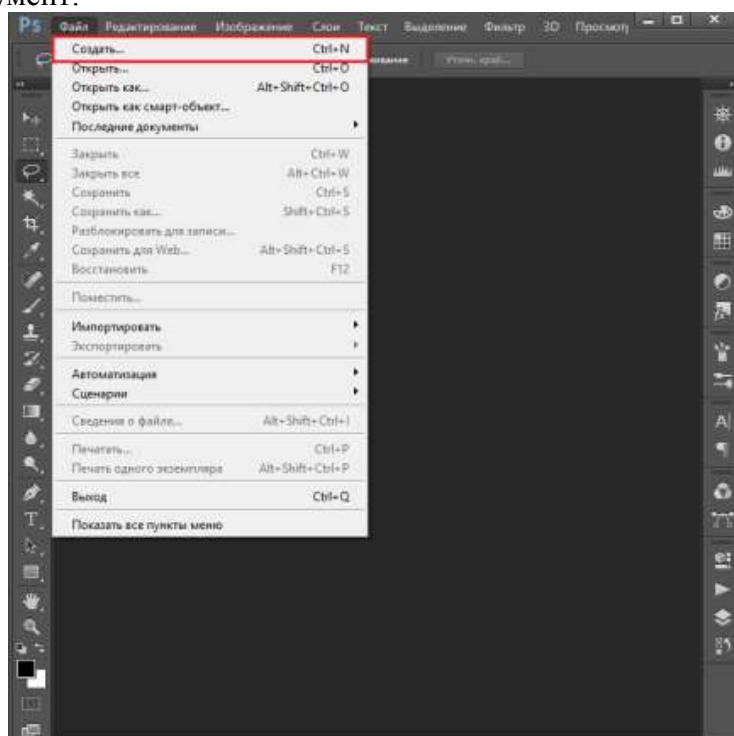 умент.
Ps Файл Редактирование Изображение Слои Текст Выделение Фильтр 3D Просмотр
Создать... Ctrl+N
Открыть... Ctrl+O
Открыть как... Alt+Shift+Ctrl+O
Открыть как смарт-объект...
Последние документы
Закрыть Ctrl+W
Закрыть все Alt+Ctrl+W
Сохранить Ctrl+S
Сохранить как... Shift+Ctrl+S
Разблокировать для записи...
Сохранить для Web... Alt+Shift+Ctrl+S
Восстановить F12
Поместить...
Импортировать
Экспортировать
Автоматизация
Сценарии
Сведения о файле... Alt+Shift+Ctrl+I
Печатать... Ctrl+P
Печать одного экземпляра Alt+Shift+Ctrl+P
Выход Ctrl+Q
Показать все пункты меню